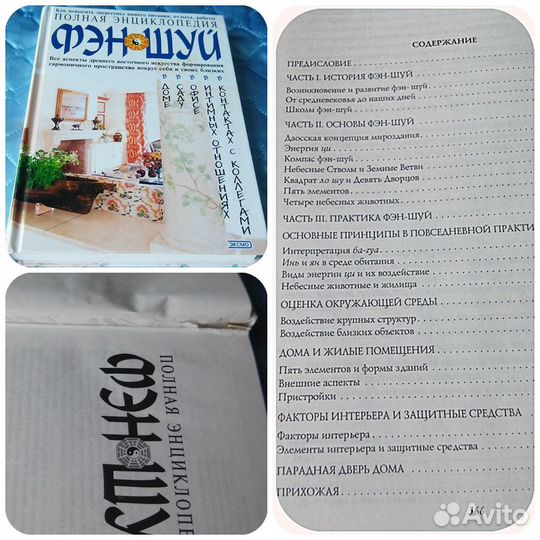 Как повысить энергетику вашего питания, отдыха, работы
ПОЛНАЯ ЭНЦИКЛОПЕДИЯ
ФЭН ШУЙ
Все аспекты древнего восточного искусства формирования
гармоничного пространства вокруг себя и своих близких
В ДОМЕ
В САДУ
В ОФИСЕ
В ИНТИМНЫХ ОТНОШЕНИЯХ
В КОНТАКТАХ С КОЛЛЕГАМИ
ЭКСМО
ПОЛНАЯ ЭНЦИКЛОПЕ
ФЭН ШУ
СОДЕРЖАНИЕ
ПРЕДИСЛОВИЕ
ЧАСТЬ I. ИСТОРИЯ ФЭН-ШУЙ
Возникновение и развитие фэн-шуй
От средневековья до наших дней
Школы фэн-шуй
ЧАСТЬ II. ОСНОВЫ ФЭН-ШУЙ
Даосская концепция мироздания
Энергия ци
Компас фэн-шуй
Небесные Стволы и Земные Ветви
Квадрат ло шу и Девять Дворцов
Пять элементов
Четыре небесных животных
ЧАСТЬ III. ПРАКТИКА ФЭН-ШУЙ
ОСНОВНЫЕ ПРИНЦИПЫ В ПОВСЕДНЕВНОЙ ПРАКТИ
Интерпретация ба-гуа
Инь и ян в среде обитания
Виды энергии ци и их воздействие
Небесные животные и жилища
ОЦЕНКА ОКРУЖАЮЩЕЙ СРЕДЫ
Воздействие крупных структур
Воздействие близких объектов
ДОМА И ЖИЛЫЕ ПОМЕЩЕНИЯ
Пять элементов и формы зданий
Внешние аспекты
Пристройки
ФАКТОРЫ ИНТЕРЬЕРА И ЗАЩИТНЫЕ СРЕДСТВА
Факторы интерьера
Элементы интерьера и защитные средства
ПАРАДНАЯ ДВЕРЬ ДОМА
ПРИХОЖАЯ
Avito